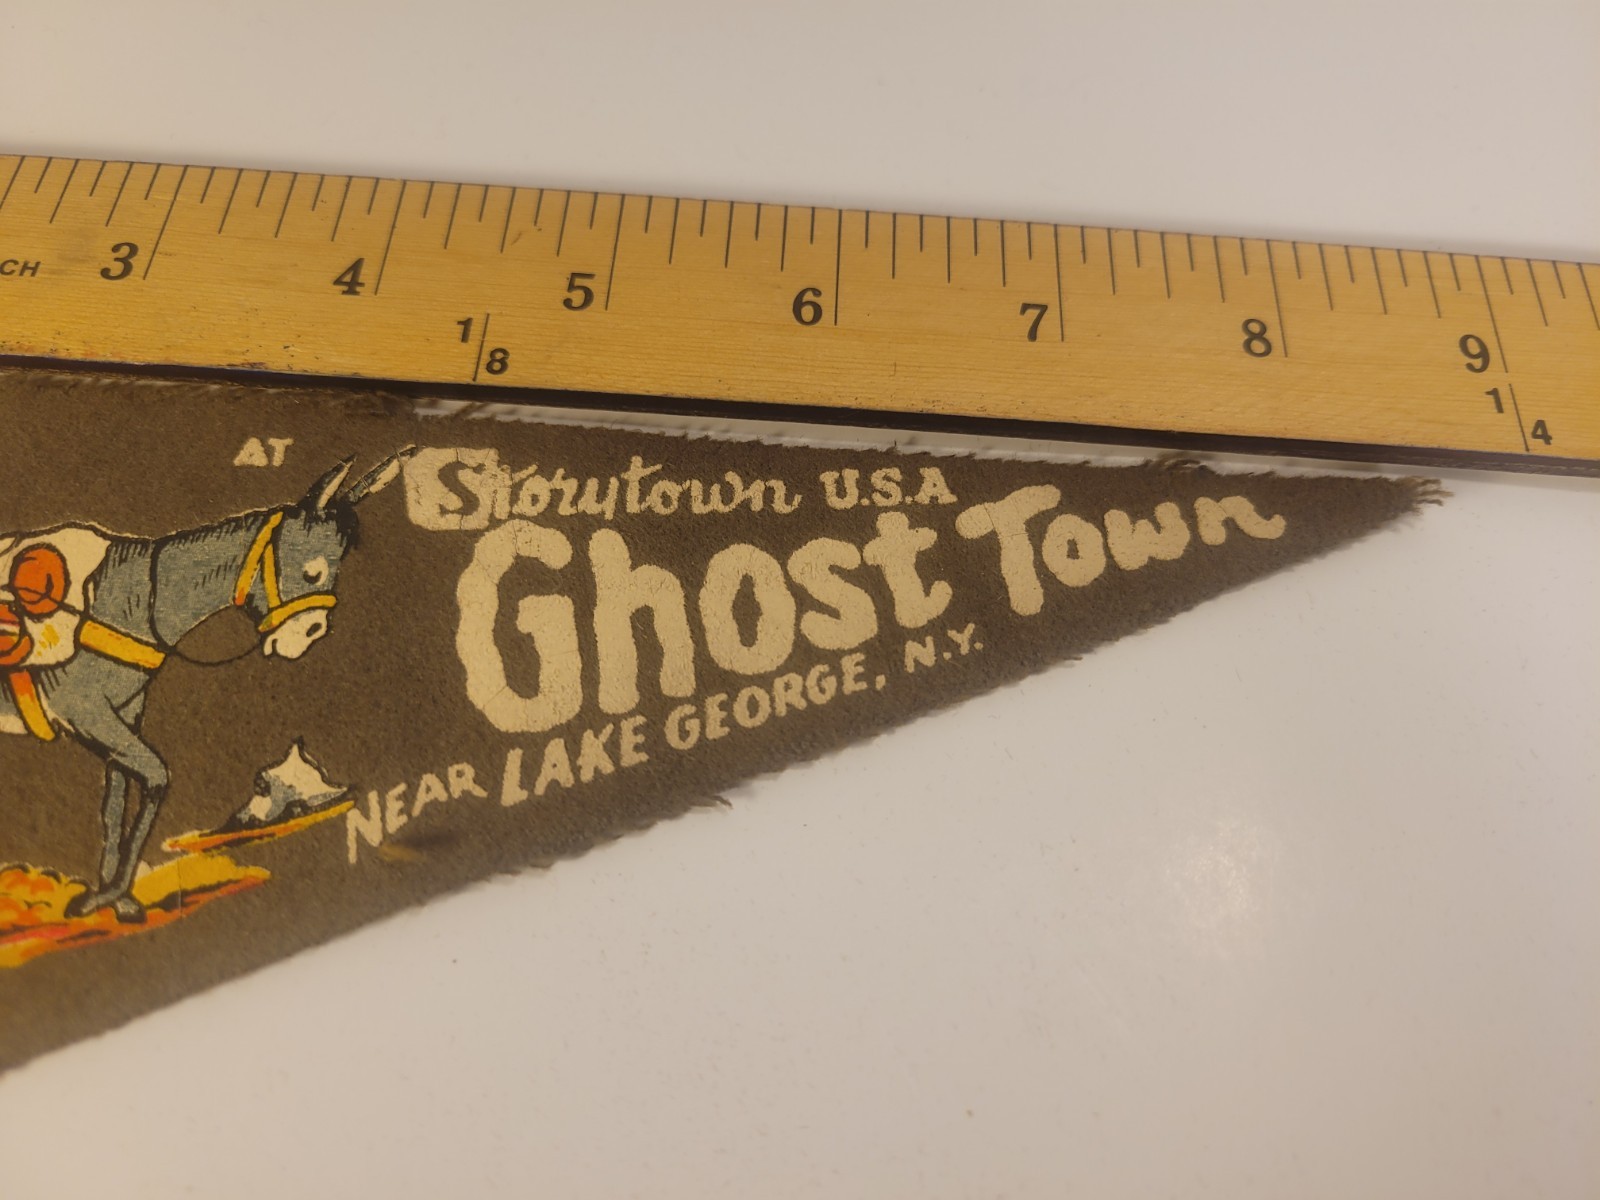 CH 3 4 5 6 7 8 9
1/8 1/4
AT
Storytown U.S.A
Ghost Town
NEAR LAKE GEORGE, N.Y.